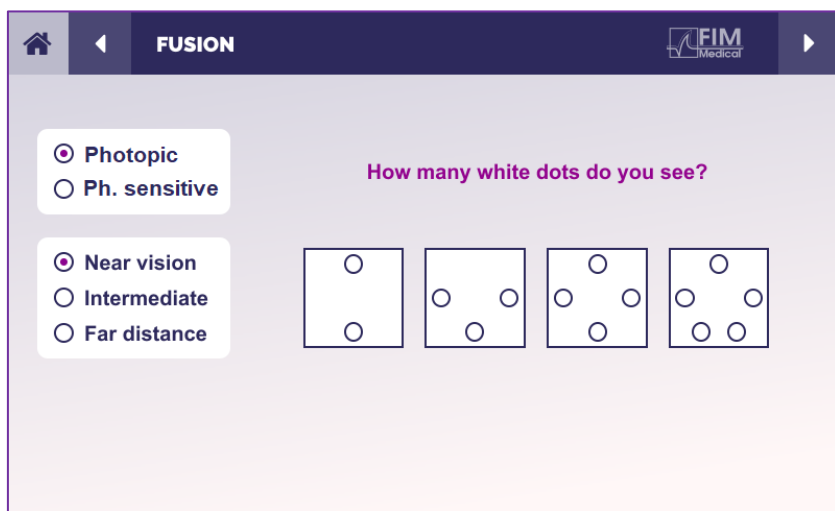 FUSION
FIM
Medical
Photopic
Ph. sensitive
How many white dots do you see?
Near vision
Intermediate
Far distance